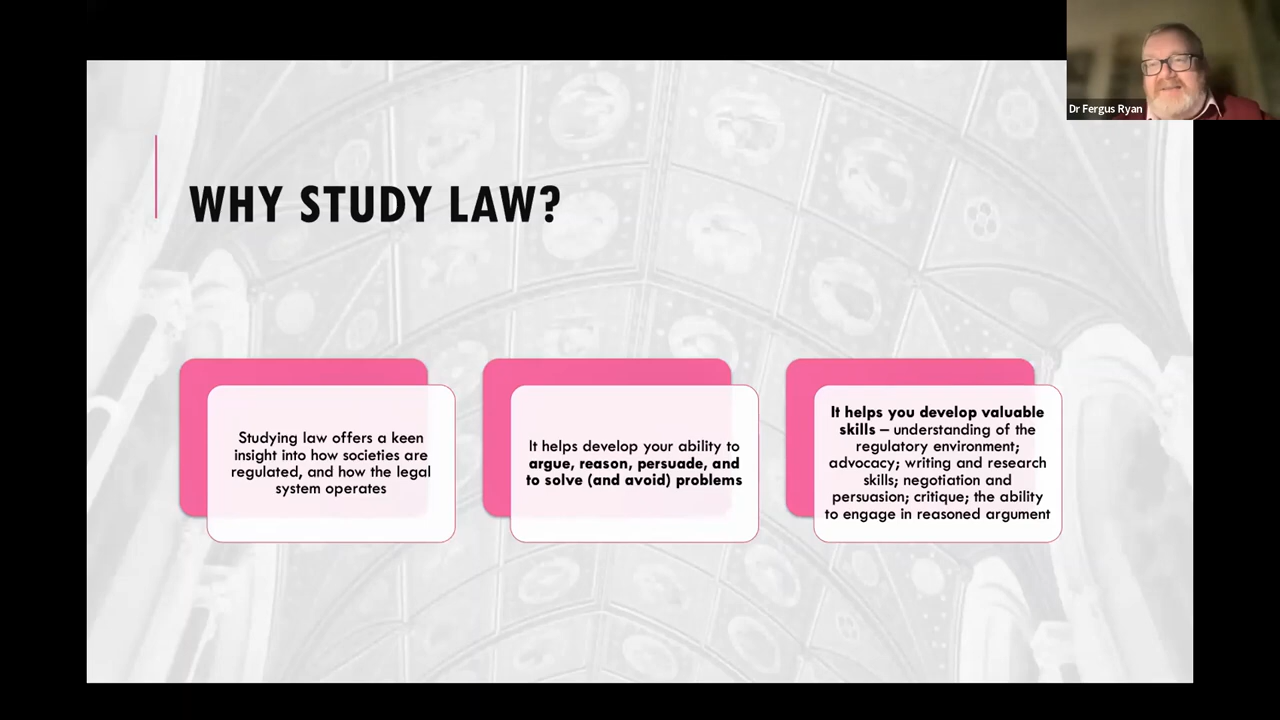 Dr Fergus Ryan
WHY STUDY LAW?
Studying law offers a keen
insight into how societies are
regulated, and how the legal
system operates
It helps develop your ability to
argue, reason, persuade, and
to solve (and avoid) problems
It helps you develop valuable
skills – understanding of the
regulatory environment;
advocacy; writing and research
skills; negotiation and
persuasion; critique; the ability
to engage in reasoned argument